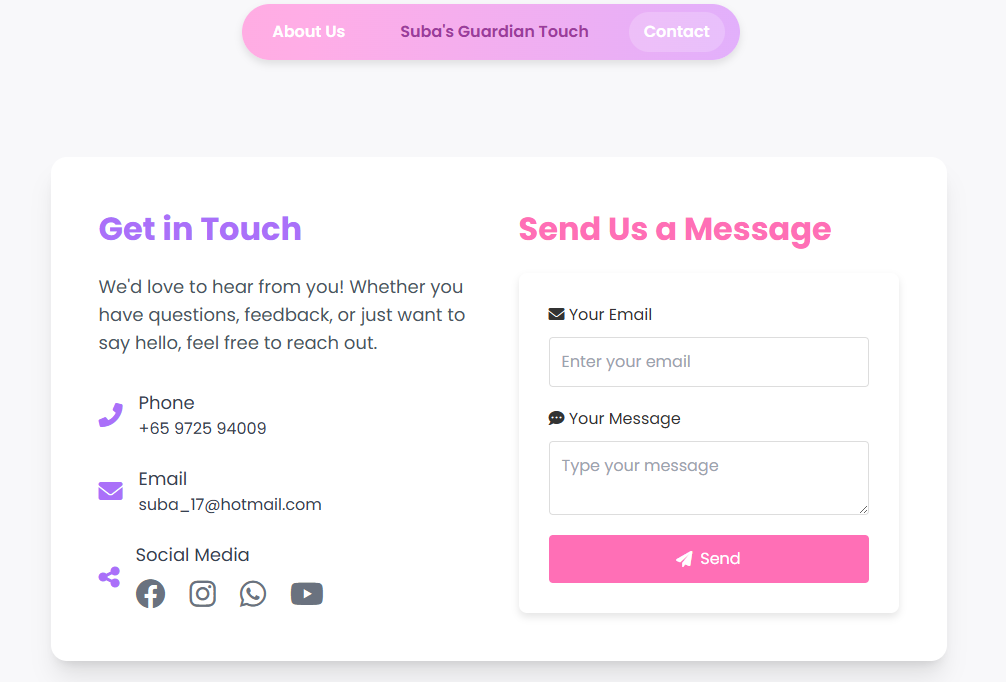 About Us
Suba's Guardian Touch
Contact
Get in Touch
We'd love to hear from you! Whether you
have questions, feedback, or just want to
say hello, feel free to reach out.
Phone
+65 9725 94009
Email
suba_17@hotmail.com
Social Media
Send Us a Message
Your Email
Enter your email
Your Message
Type your message
Send